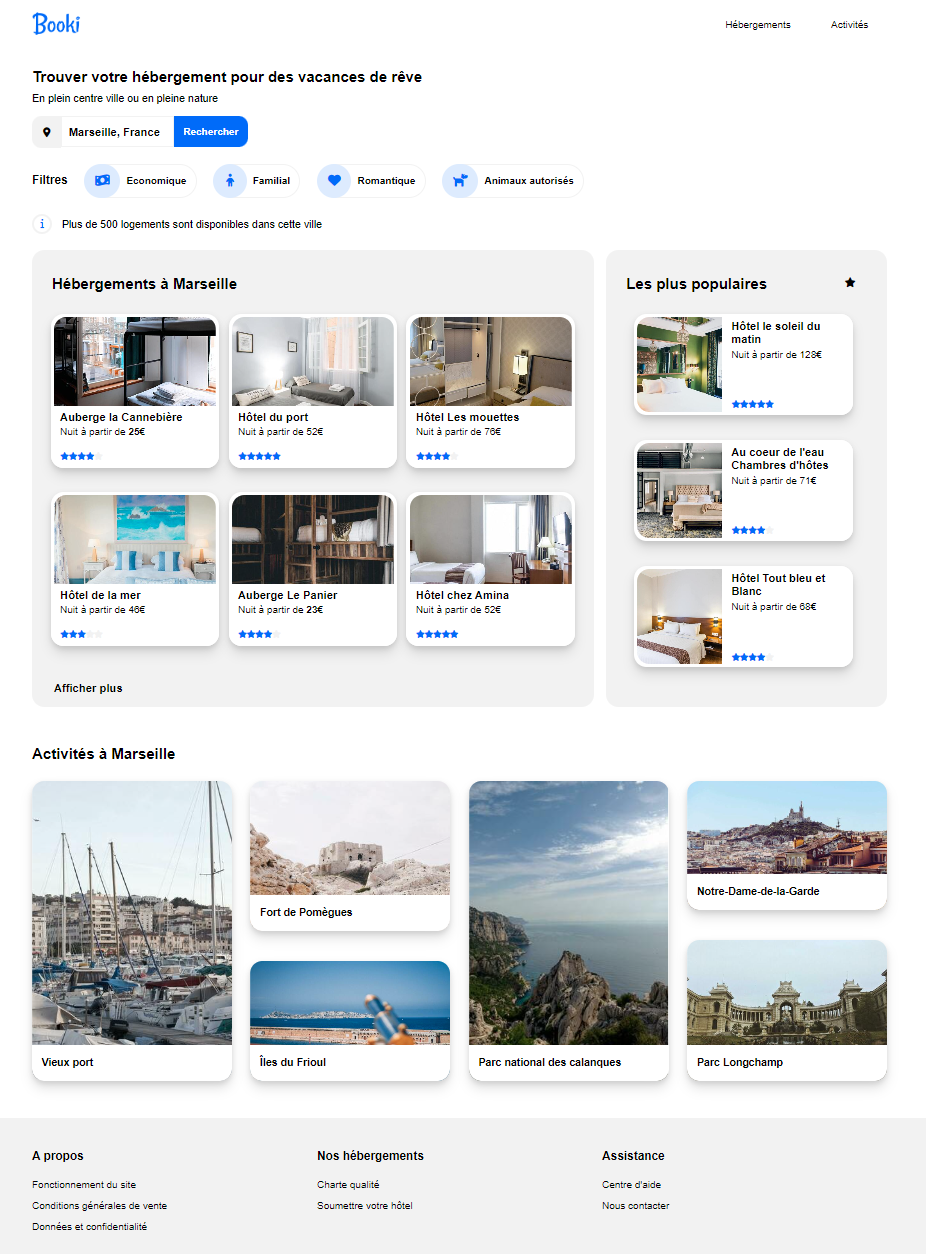 Booki
Hébergements
Activités
Trouver votre hébergement pour des vacances de rêve
En plein centre ville ou en pleine nature
Marseille, France
Rechercher
Filtres
Economique
Familial
Romantique
Animaux autorisés
i
Plus de 500 logements sont disponibles dans cette ville
Hébergements à Marseille
Auberge la Cannebière
Nuit à partir de 25€
Hôtel du port
Nuit à partir de 52€
Hôtel Les mouettes
Nuit à partir de 76€
Hôtel de la mer
Nuit à partir de 46€
Auberge Le Panier
Nuit à partir de 23€
Hôtel chez Amina
Nuit à partir de 52€
Afficher plus
Les plus populaires
Hôtel le soleil du
matin
Nuit à partir de 128€
Au coeur de l'eau
Chambres d'hôtes
Nuit à partir de 71€
Hôtel Tout bleu et
Blanc
Nuit à partir de 68€
Activités à Marseille
Vieux port
Fort de Pomègues
Îles du Frioul
Parc national des calanques
Notre-Dame-de-la-Garde
Parc Longchamp
A propos
Fonctionnement du site
Conditions générales de vente
Données et confidentialité
Nos hébergements
Charte qualité
Soumettre votre hôtel
Assistance
Centre d'aide
Nous contacter